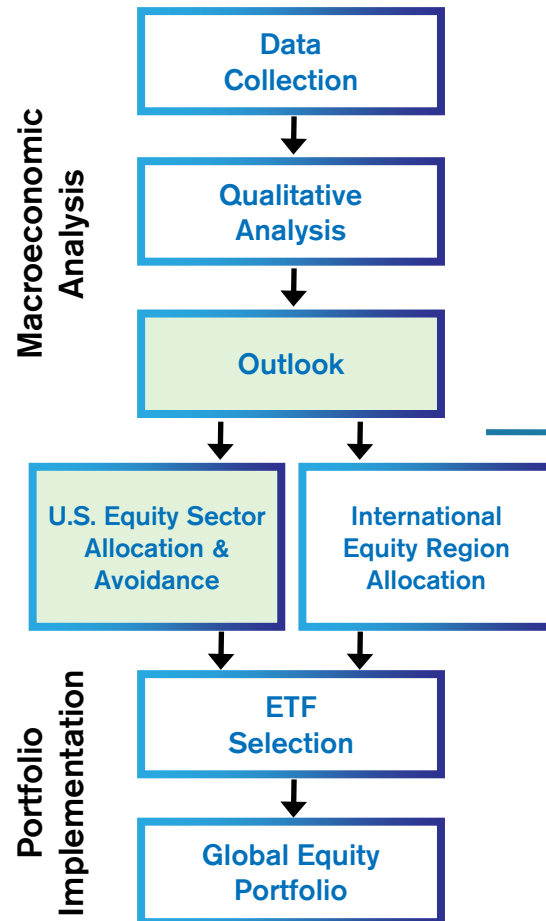 Macroeconomic
Analysis
Data
Collection
Qualitative
Analysis
Outlook
U.S. Equity Sector
Allocation &
Avoidance
International
Equity Region
Allocation
Portfolio
Implementation
ETF
Selection
Global Equity
Portfolio